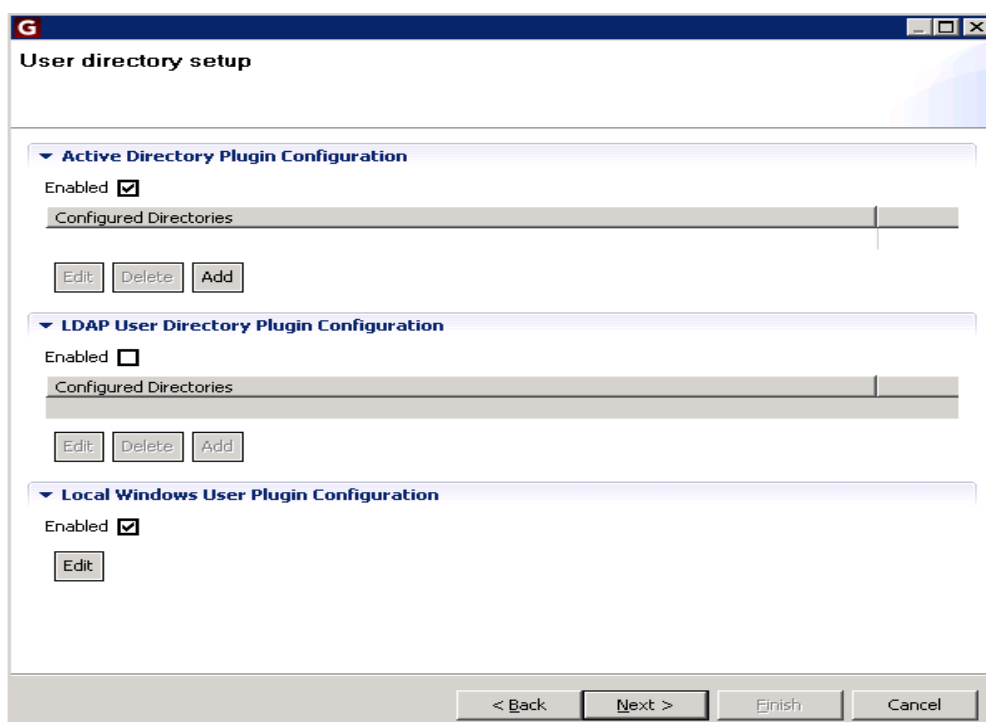 G
User directory setup
Active Directory Plugin Configuration
Enabled
Configured Directories
Edit Delete Add
LDAP User Directory Plugin Configuration
Enabled
Configured Directories
Edit Delete Add
Local Windows User Plugin Configuration
Enabled
Edit
< Back Next > Finish Cancel